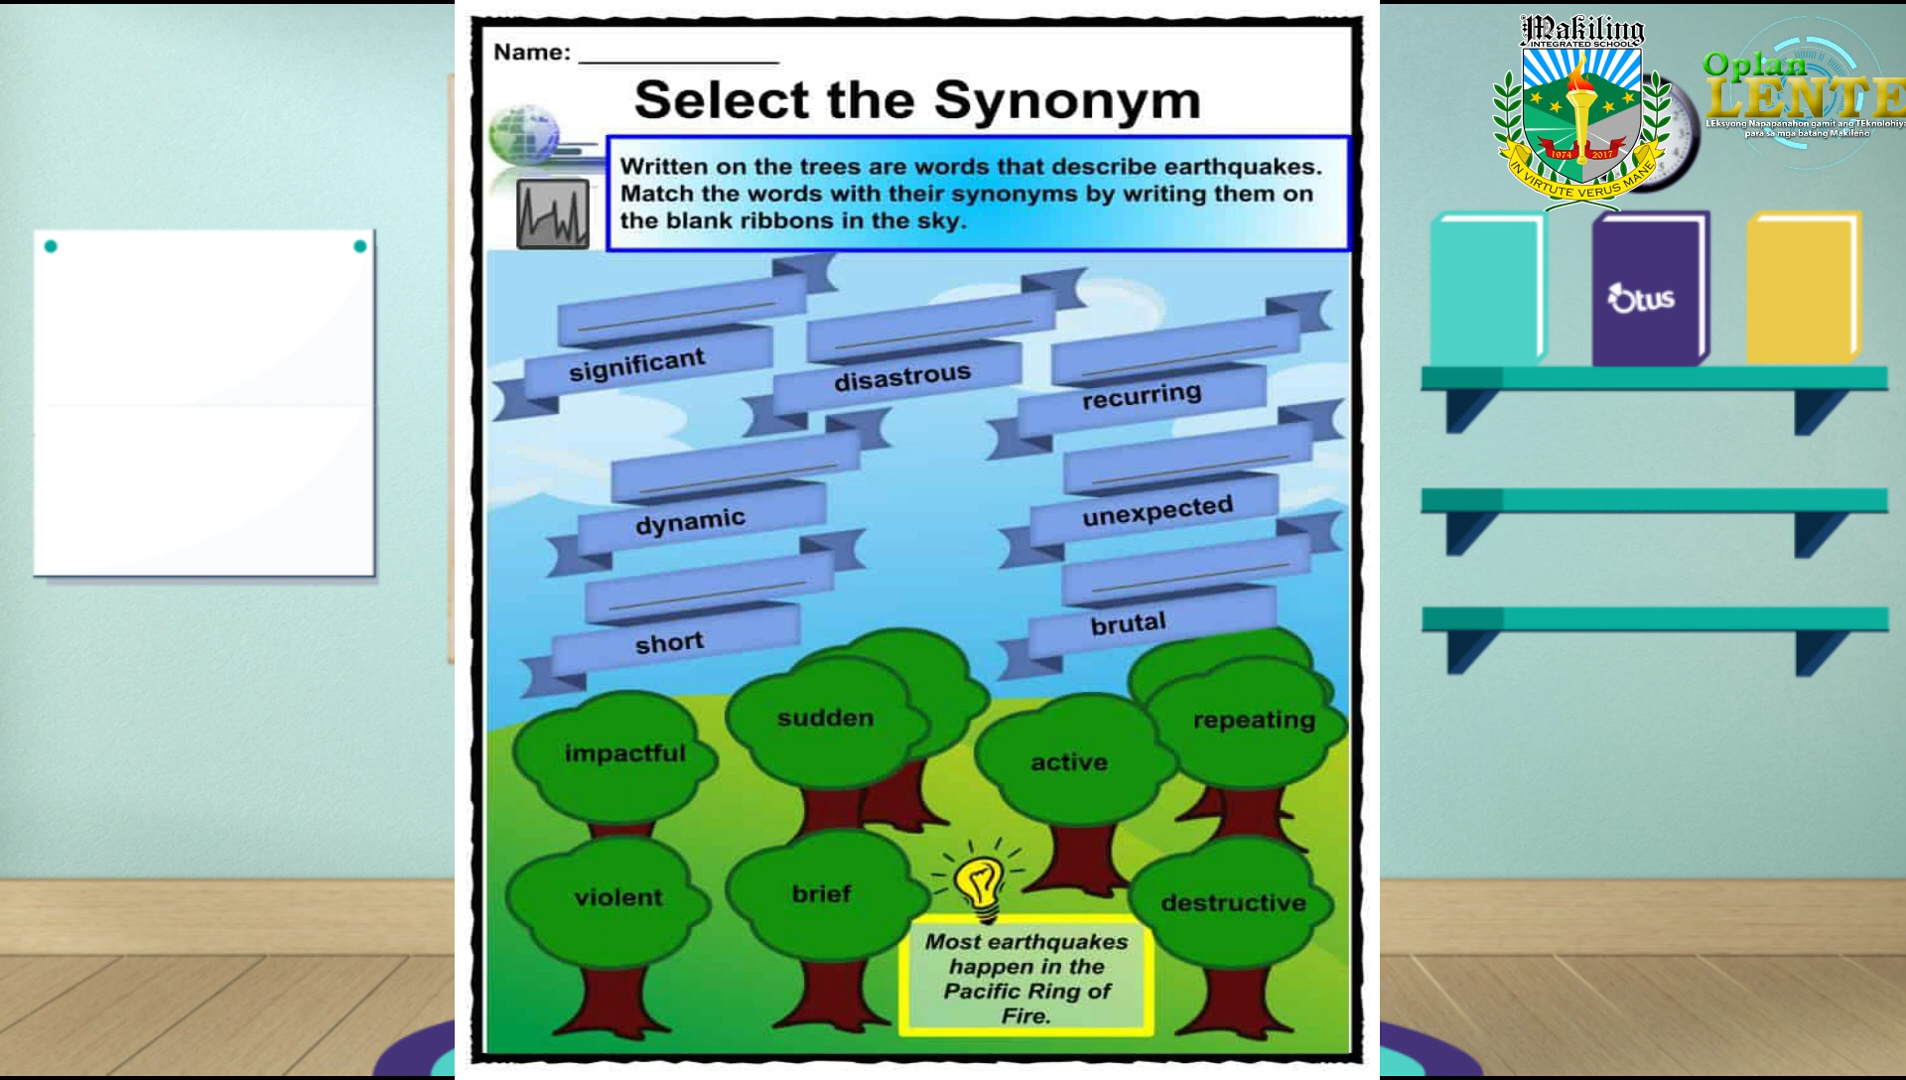 Name: _______________
Select the Synonym
Written on the trees are words that describe earthquakes.
Match the words with their synonyms by writing them on
the blank ribbons in the sky.
significant
disastrous
recurring
dynamic
unexpected
short
brutal
impactful
sudden
active
repeating
violent
brief
destructive
Most earthquakes
happen in the
Pacific Ring of
Fire.
Makiling
INTEGRATED SCHOOL
1974
2017
IN VIRTUTE VERUS MANE
Oplan
LENTE
LEksyong Napapanahon gamit ang TEknolohiya
para sa mga batang Makileño
Otus